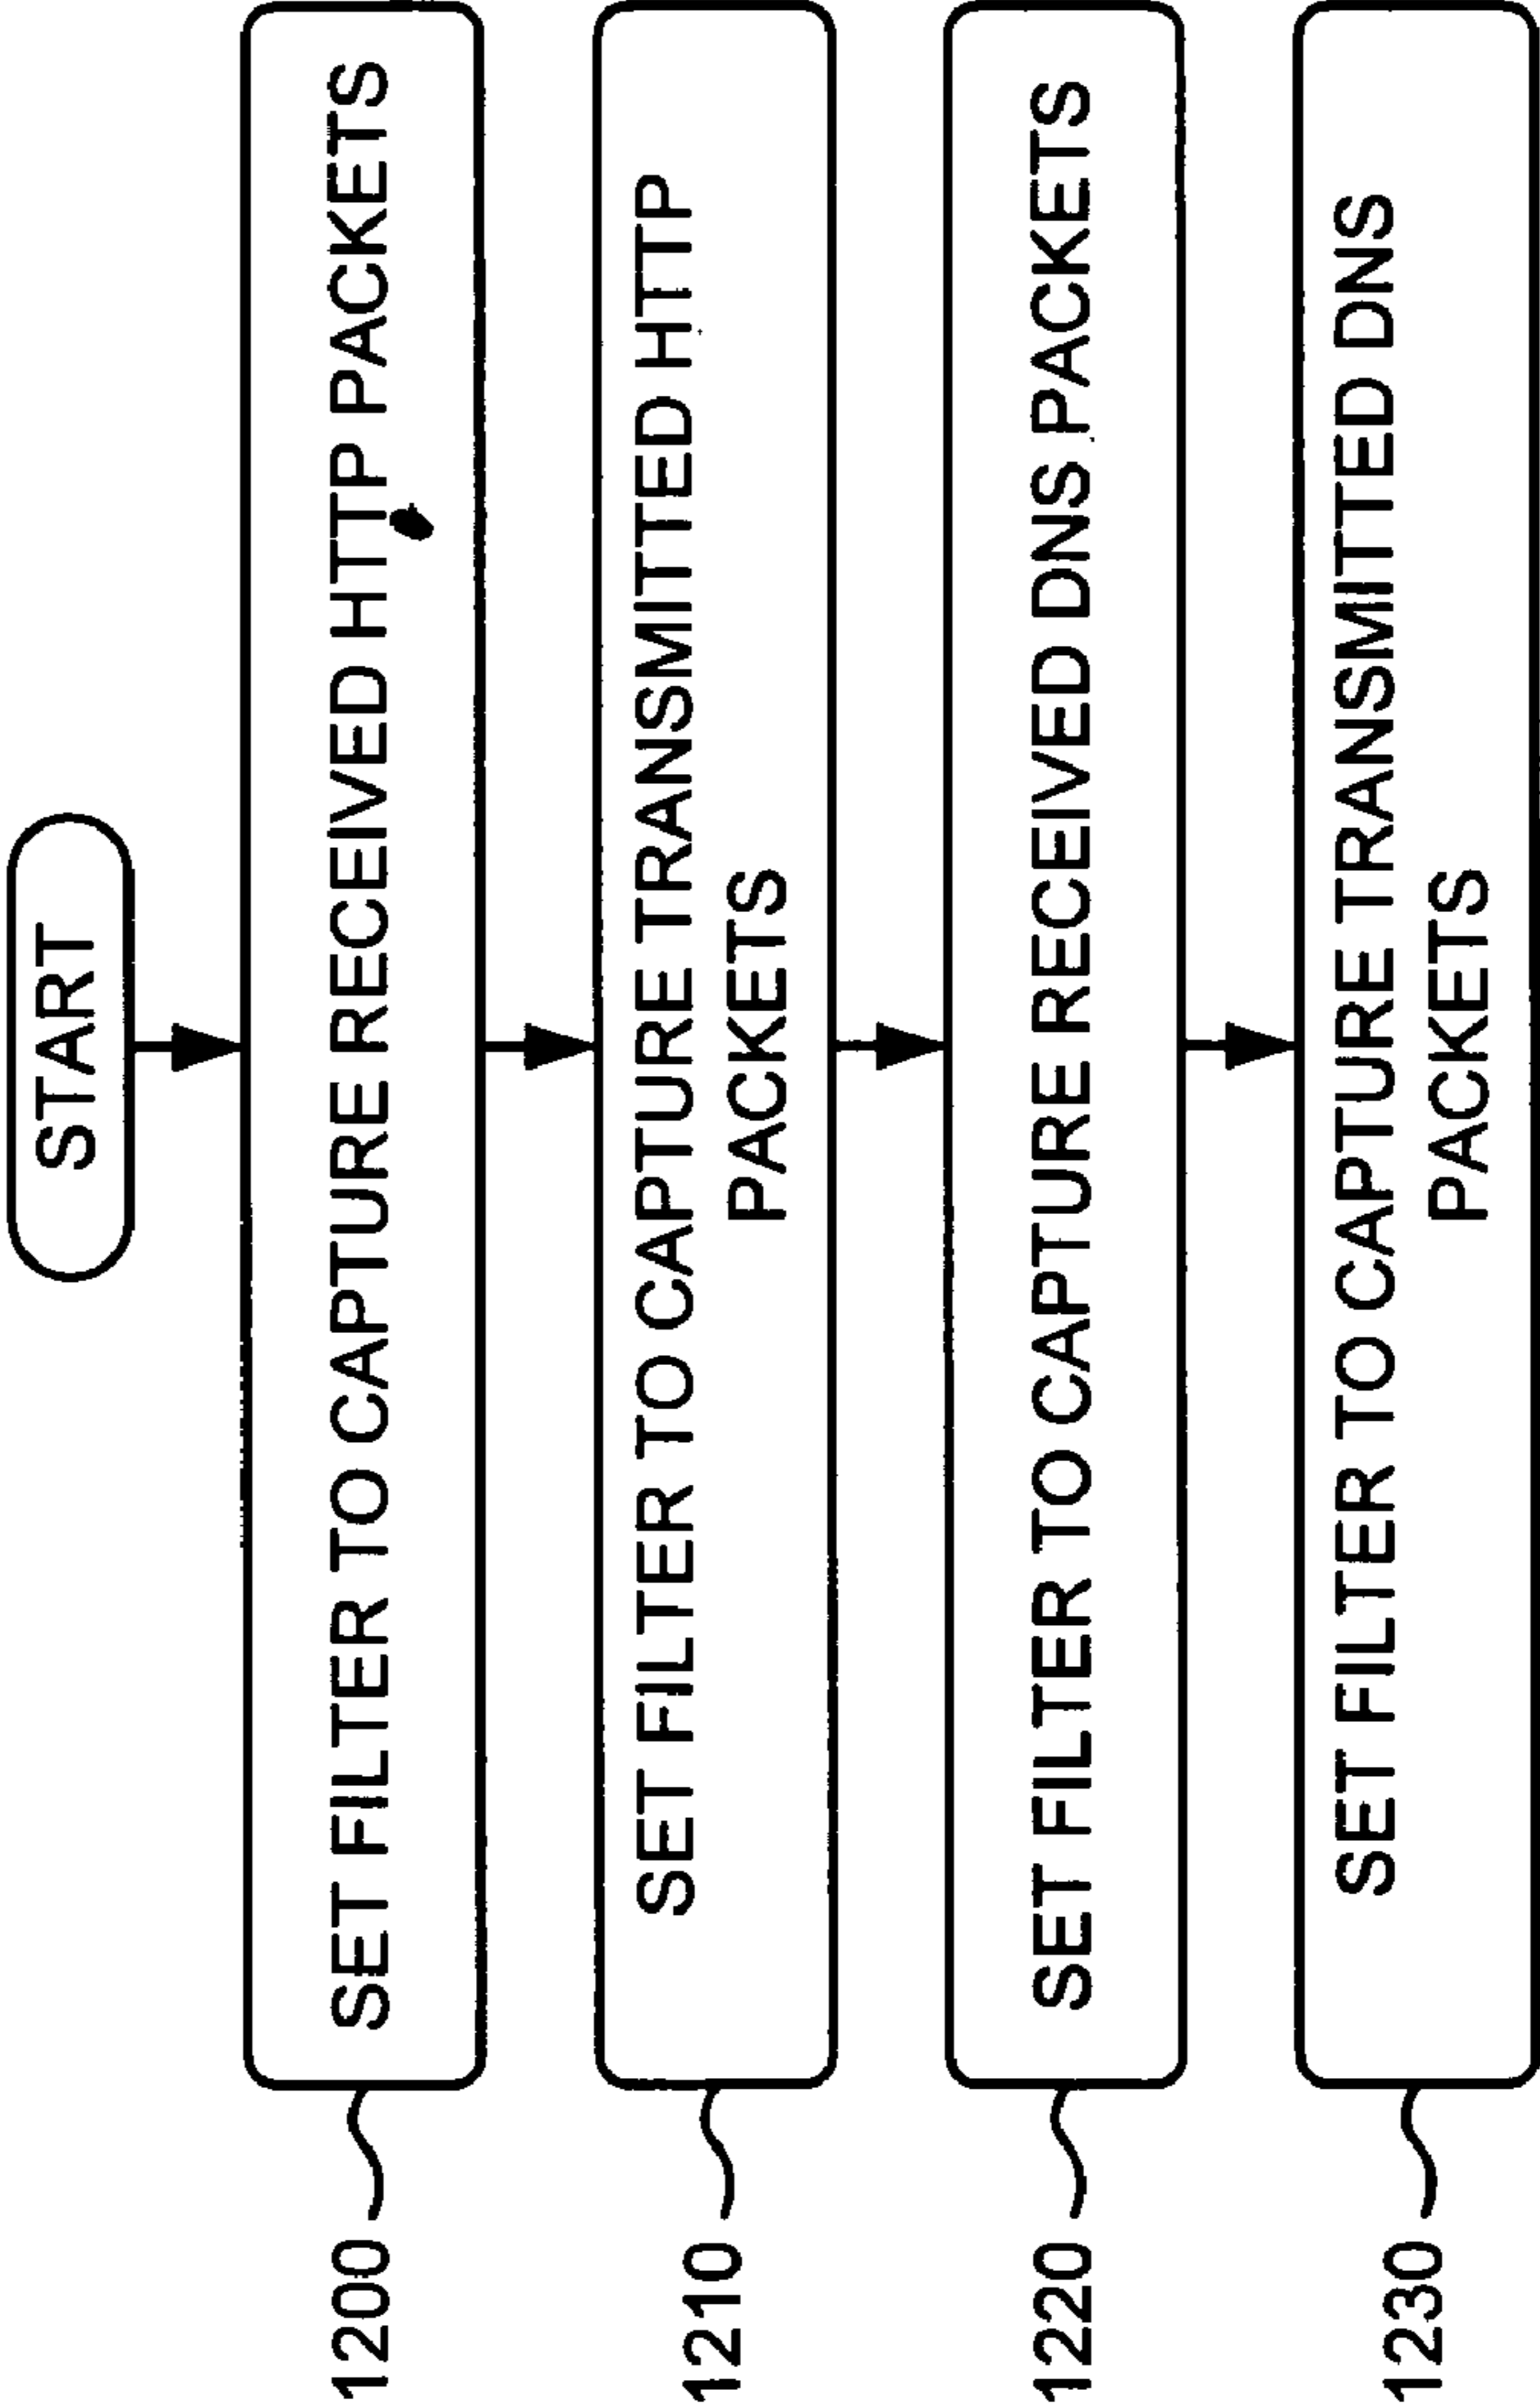 START
1200
SET FILTER TO CAPTURE RECEIVED HTTP PACKETS
1210
SET FILTER TO CAPTURE TRANSMITTED HTTP
PACKETS
1220
SET FILTER TO CAPTURE RECEIVED DNS PACKETS
1230
SET FILTER TO CAPTURE TRANSMITTED DNS
PACKETS